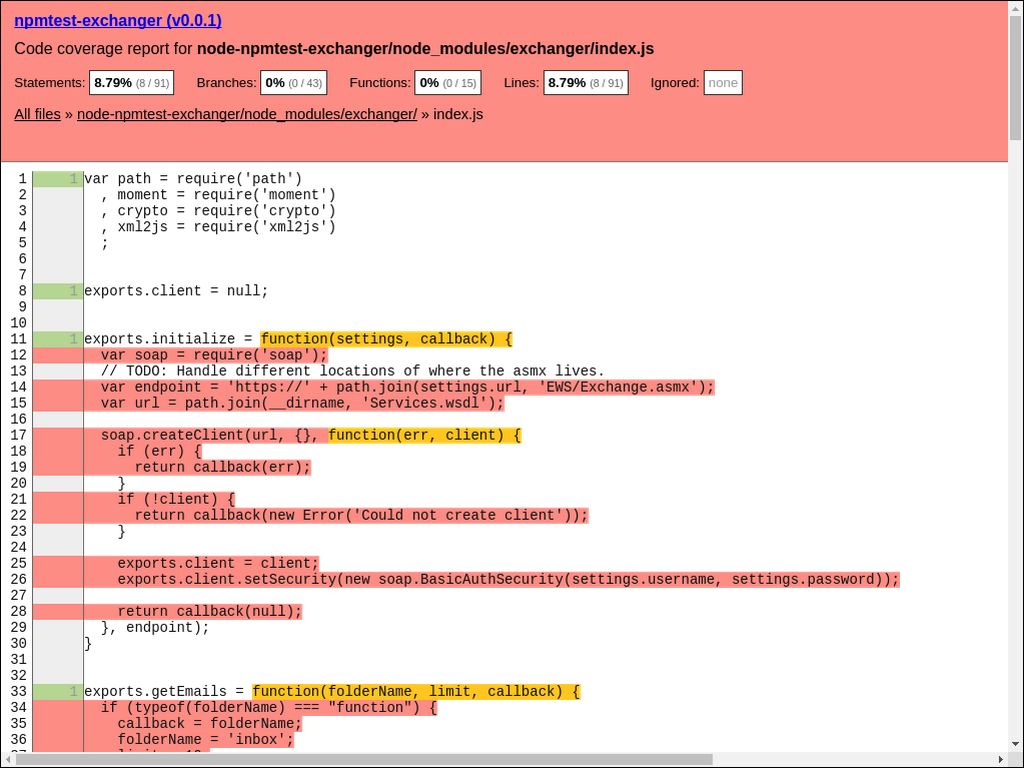 npmtest-exchanger (v0.0.1)
Code coverage report for node-npmtest-exchanger/node_modules/exchanger/index.js
Statements: 8.79% (8 / 91) Branches: 0% (0 / 43) Functions: 0% (0 / 15) Lines: 8.79% (8 / 91) Ignored: none
All files » node-npmtest-exchanger/node_modules/exchanger/ » index.js
1 1 var path = require('path')
2 , moment = require('moment')
3 , crypto = require('crypto')
4 , xml2js = require('xml2js')
5 ;
6
7
8 1 exports.client = null;
9
10
11 1 exports.initialize = function(settings, callback) {
12 var soap = require('soap');
13 // TODO: Handle different locations of where the asmx lives.
14 var endpoint = 'https://' + path.join(settings.url, 'EWS/Exchange.asmx');
15 var url = path.join(__dirname, 'Services.wsdl');
16
17 soap.createClient(url, {}, function(err, client) {
18 if (err) {
19 return callback(err);
20 }
21 if (!client) {
22 return callback(new Error('Could not create client'));
23 }
24
25 exports.client = client;
26 exports.client.setSecurity(new soap.BasicAuthSecurity(settings.username, settings.password));
27
28 return callback(null);
29 }, endpoint);
30 }
31
32
33 1 exports.getEmails = function(folderName, limit, callback) {
34 if (typeof(folderName) === "function") {
35 callback = folderName;
36 folderName = 'inbox';